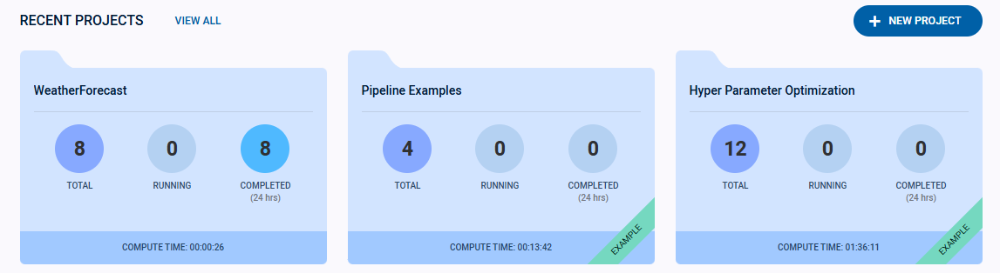 RECENT PROJECTS VIEW ALL + NEW PROJECT
WeatherForecast
8 0 8
TOTAL RUNNING COMPLETED
(24 hrs)
COMPUTE TIME: 00:00:26
Pipeline Examples
4 0 0
TOTAL RUNNING COMPLETED
(24 hrs)
COMPUTE TIME: 00:13:42
EXAMPLE
Hyper Parameter Optimization
12 0 0
TOTAL RUNNING COMPLETED
(24 hrs)
COMPUTE TIME: 01:36:11
EXAMPLE